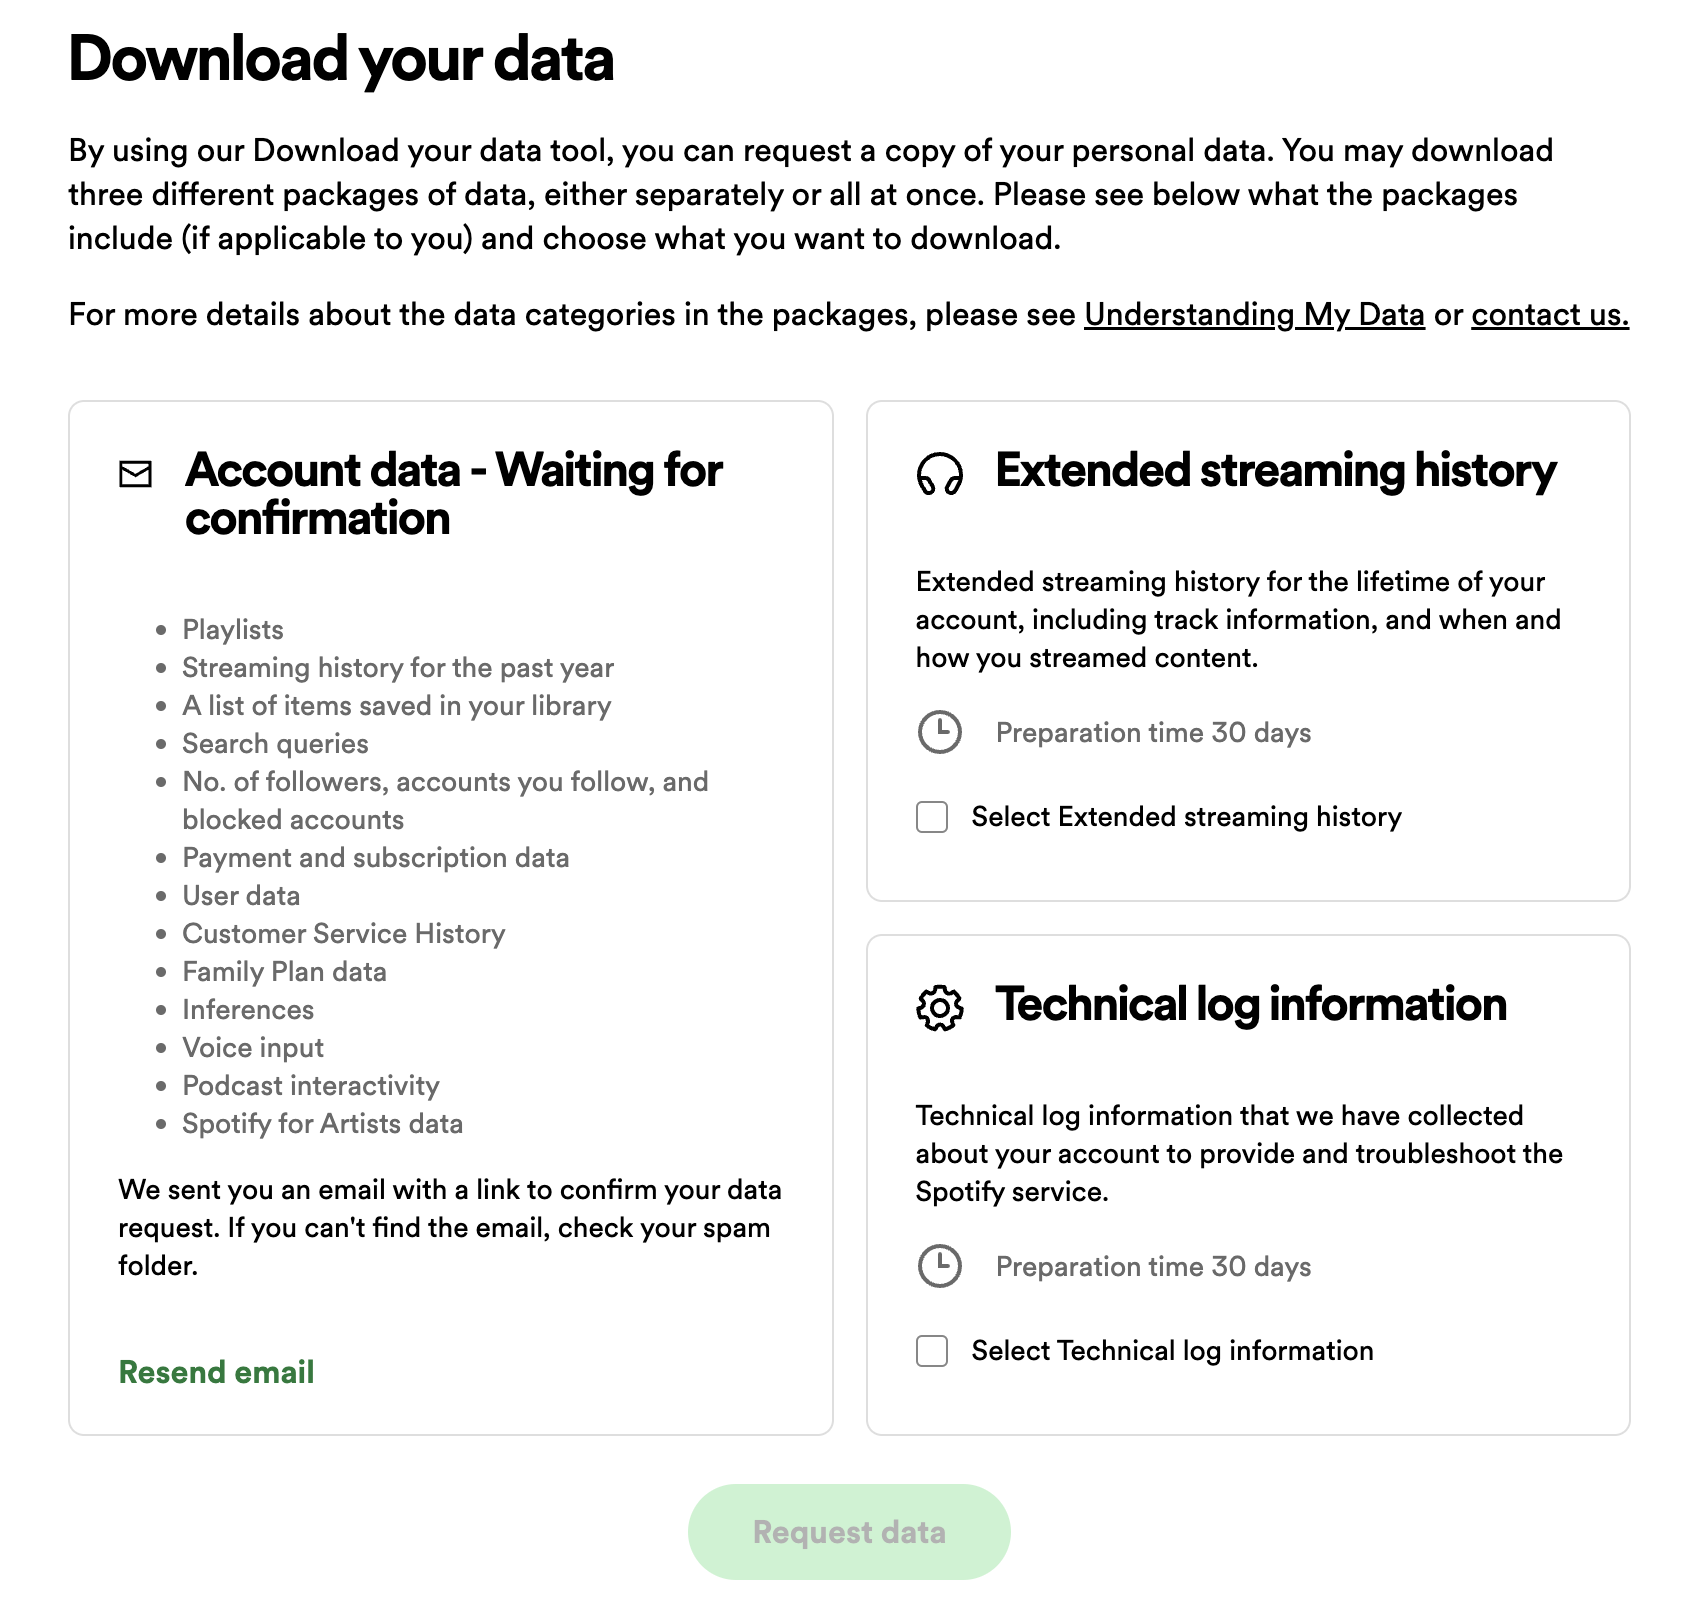 Download your data
By using our Download your data tool, you can request a copy of your personal data. You may download
three different packages of data, either separately or all at once. Please see below what the packages
include (if applicable to you) and choose what you want to download.
For more details about the data categories in the packages, please see Understanding My Data or contact us.
Account data - Waiting for
confirmation
Playlists
Streaming history for the past year
A list of items saved in your library
Search queries
No. of followers, accounts you follow, and
blocked accounts
Payment and subscription data
User data
Customer Service History
Family Plan data
Inferences
Voice input
Podcast interactivity
Spotify for Artists data
We sent you an email with a link to confirm your data
request. If you can't find the email, check your spam
folder.
Resend email
Extended streaming history
Extended streaming history for the lifetime of your
account, including track information, and when and
how you streamed content.
Preparation time 30 days
Select Extended streaming history
Technical log information
Technical log information that we have collected
about your account to provide and troubleshoot the
Spotify service.
Preparation time 30 days
Select Technical log information
Request data